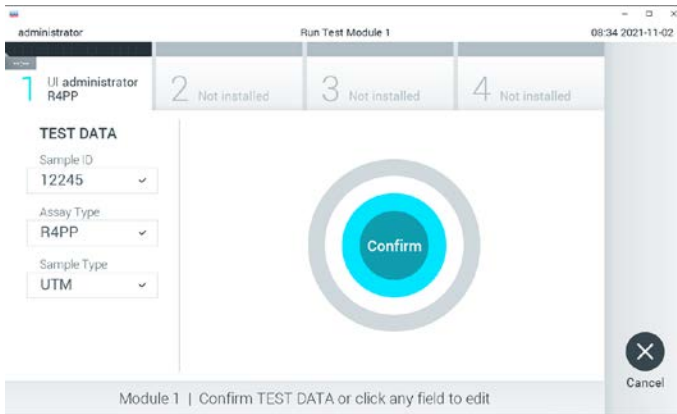 administrator Run Test Module 1 08:34 2021-11-02
1 UI administrator
R4PP
2 Not installed
3 Not installed
4 Not installed
TEST DATA
Sample ID
12245
Assay Type
R4PP
Sample Type
UTM
Confirm
Cancel
Module 1 | Confirm TEST DATA or click any field to edit